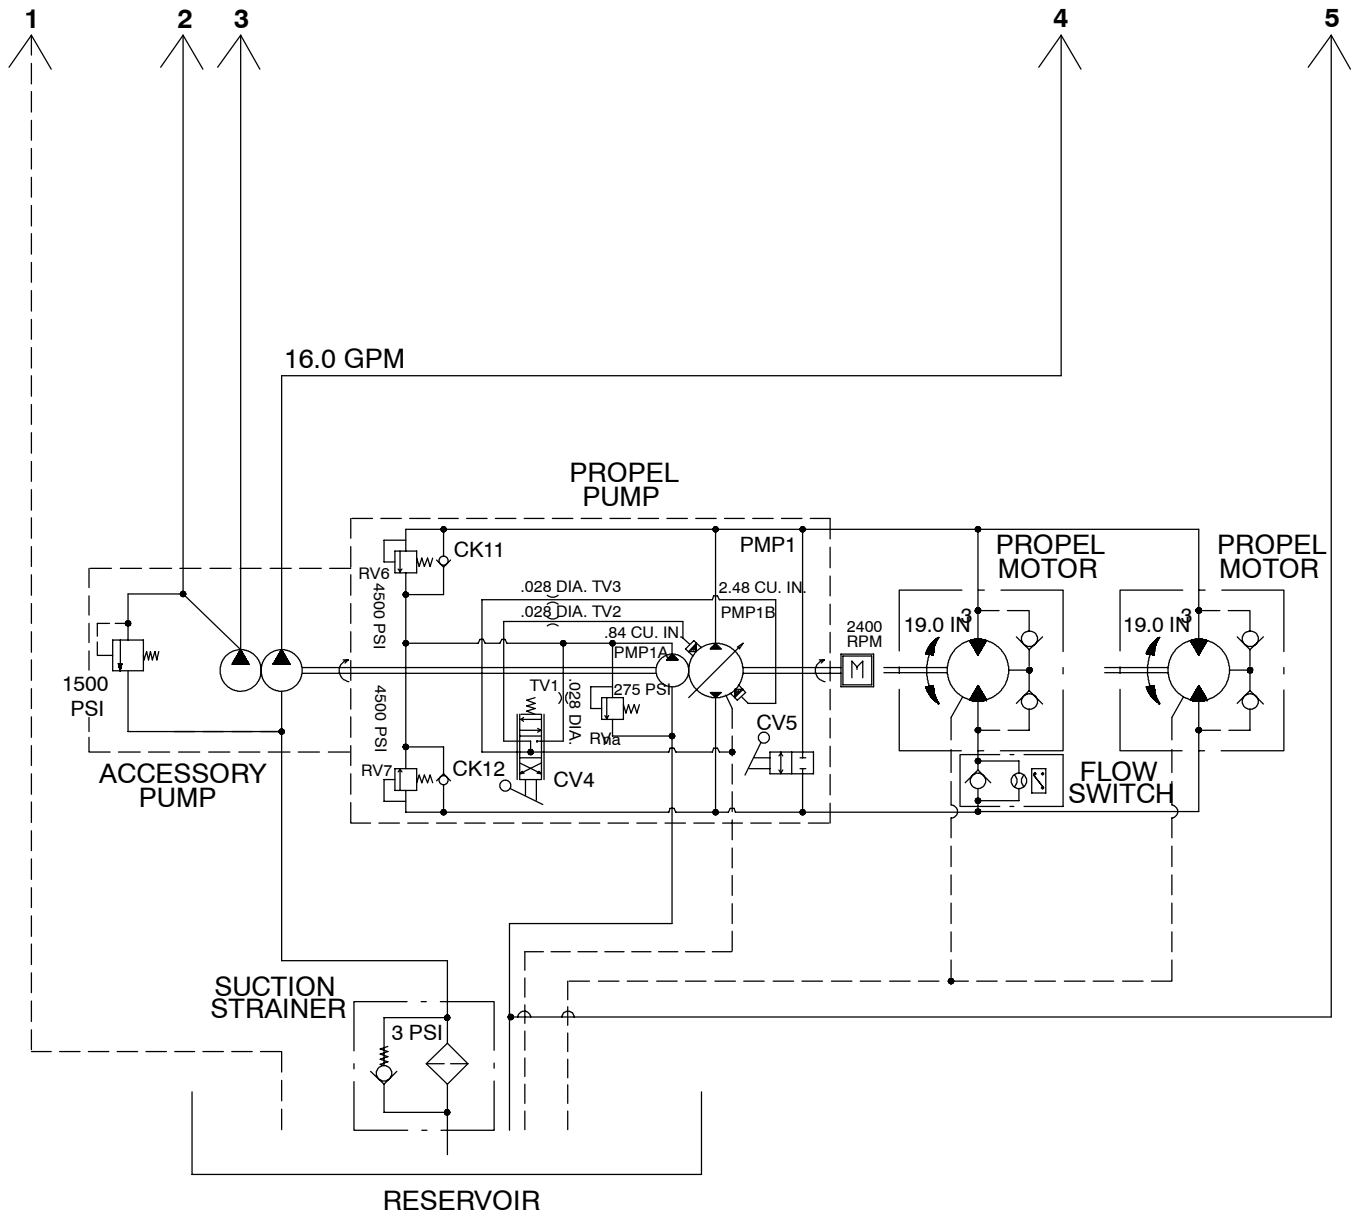 1
2
3
4
5
16.0 GPM
PROPEL
PUMP
CK11
PMP1
PROPEL
MOTOR
PROPEL
MOTOR
RV6
4500 PSI
.028 DIA. TV3
2.48 CU. IN.
.028 DIA. TV2
PMP1B
.84 CU. IN.
PMP1A
2400
RPM
M
19.0 IN3
19.0 IN3
1500
PSI
4500 PSI
TV1
.028 DIA.
275 PSI
RVa
CV5
ACCESSORY
PUMP
RV7
CK12
CV4
FLOW
SWITCH
SUCTION
STRAINER
3 PSI
RESERVOIR